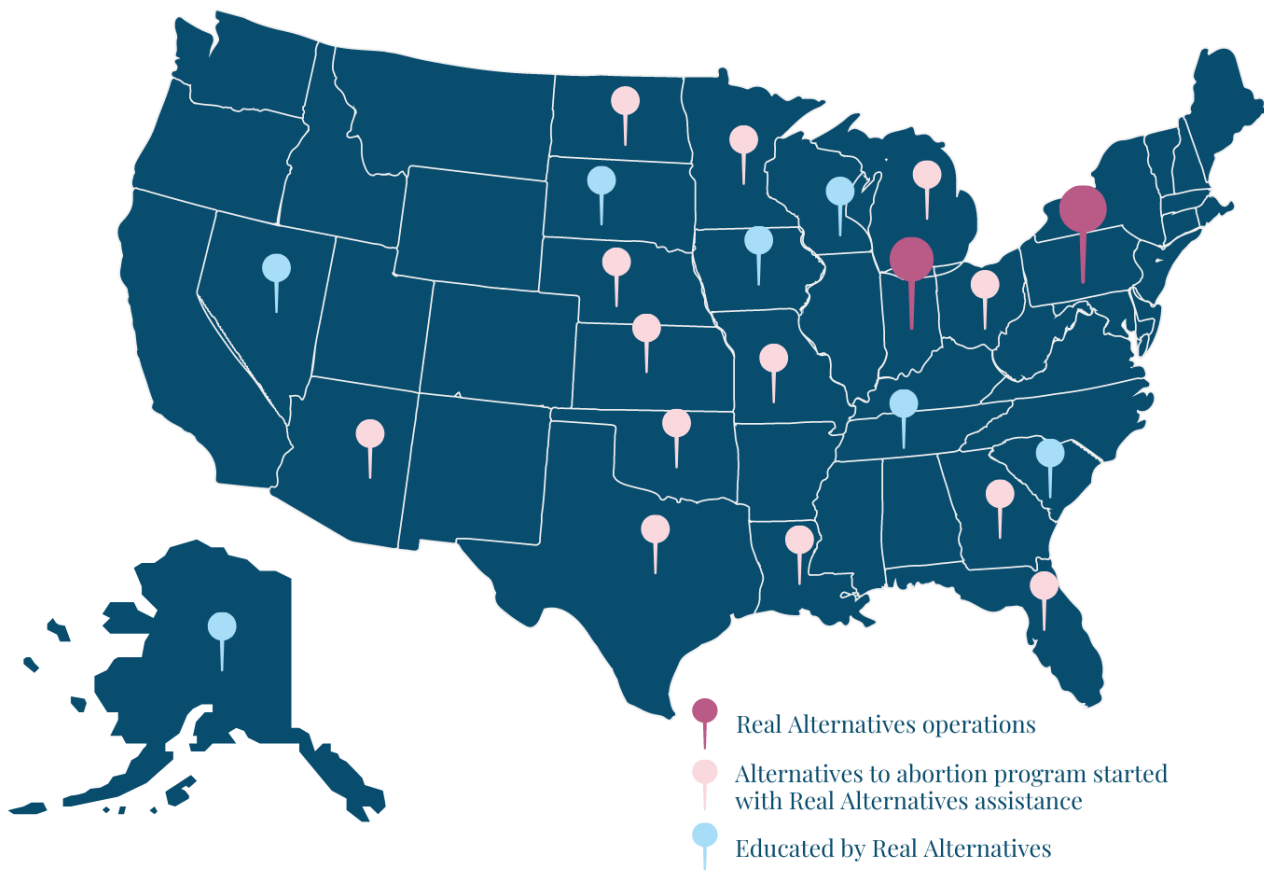 Real Alternatives operations
Alternatives to abortion program started
with Real Alternatives assistance
Educated by Real Alternatives